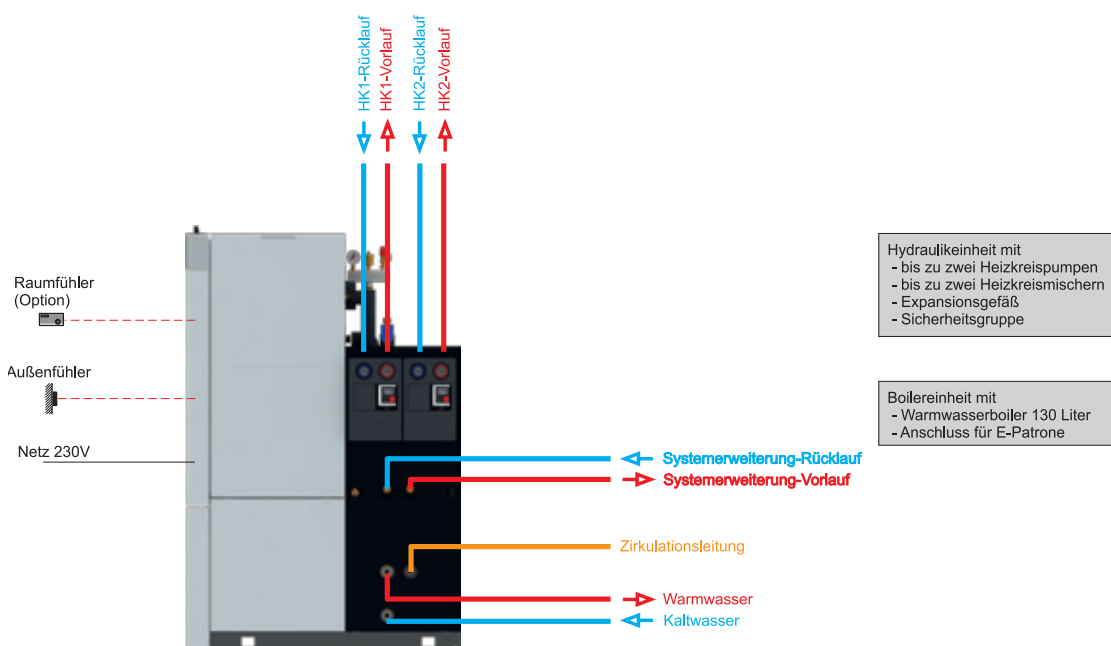 HK1-Rücklauf
HK1-Vorlauf
HK2-Rücklauf
HK2-Vorlauf
Raumfühler
(Option)
Außenfühler
Netz 230V
Hydraulikeinheit mit
- bis zu zwei Heizkreispumpen
- bis zu zwei Heizkreismischern
- Expansionsgefäß
- Sicherheitsgruppe
Boilereinheit mit
- Warmwasserboiler 130 Liter
- Anschluss für E-Patrone
Systemerweiterung-Rücklauf
Systemerweiterung-Vorlauf
Zirkulationsleitung
Warmwasser
Kaltwasser